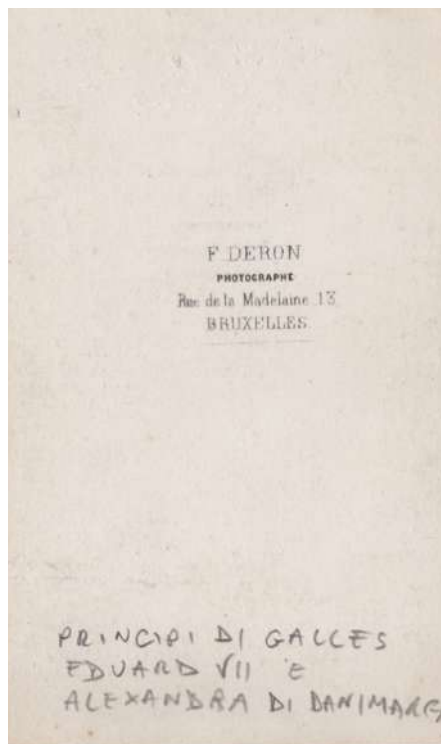 F. DERON
PHOTOGRAPHE
Rue de la Madelaine 13
BRUXELLES.
PRINCIPI DI GALLES
EDUARD VII E
ALEXANDRA DI DANIMARCA